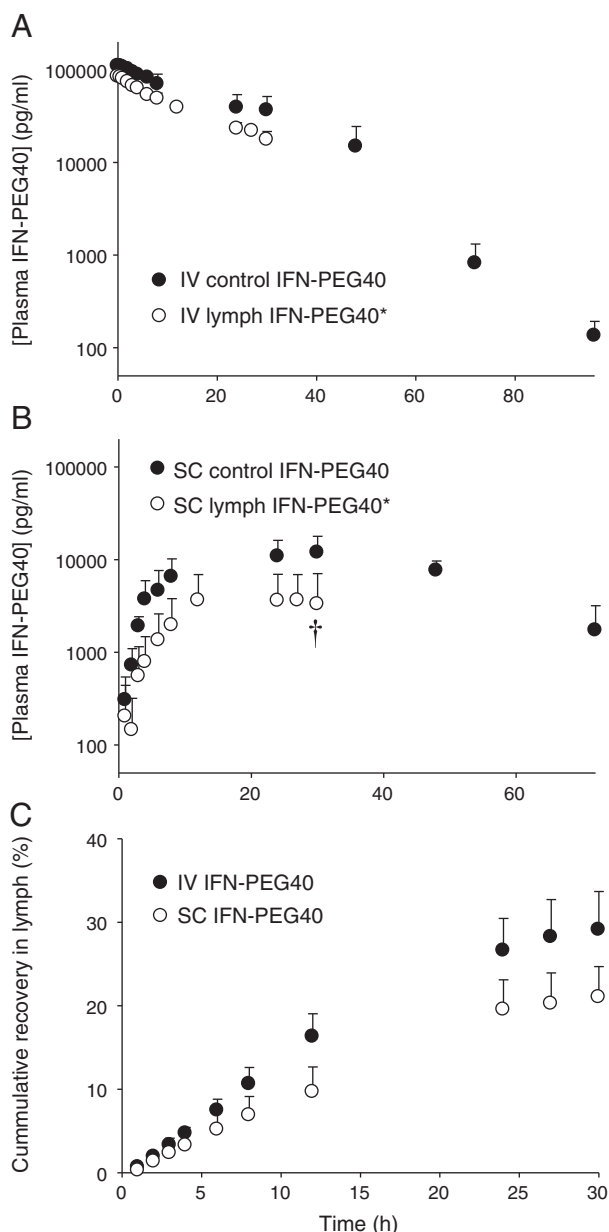 A
[Plasma IFN-PEG40] (pg/ml)
100000
10000
1000
100
IV control IFN-PEG40
IV lymph IFN-PEG40*
0 20 40 60 80
B
[Plasma IFN-PEG40] (pg/ml)
100000
10000
1000
100
SC control IFN-PEG40
SC lymph IFN-PEG40*
†
0 20 40 60
C
Cummulative recovery in lymph (%)
40
30
20
10
0
IV IFN-PEG40
SC IFN-PEG40
0 5 10 15 20 25 30
Time (h)